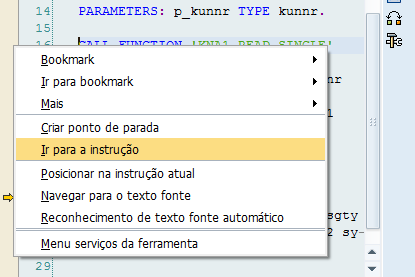 14 PARAMETERS: p_kunnr TYPE kunnr.
15
16 CALL FUNCTION 'KNA1_READ_SINGLE'
Bookmark
Ir para bookmark
nr
Mais
Criar ponto de parada
Ir para a instrução
Posicionar na instrução atual
Navegar para o texto fonte
Reconhecimento de texto fonte automático
sgty
2 sy-
Menu serviços da ferramenta
29